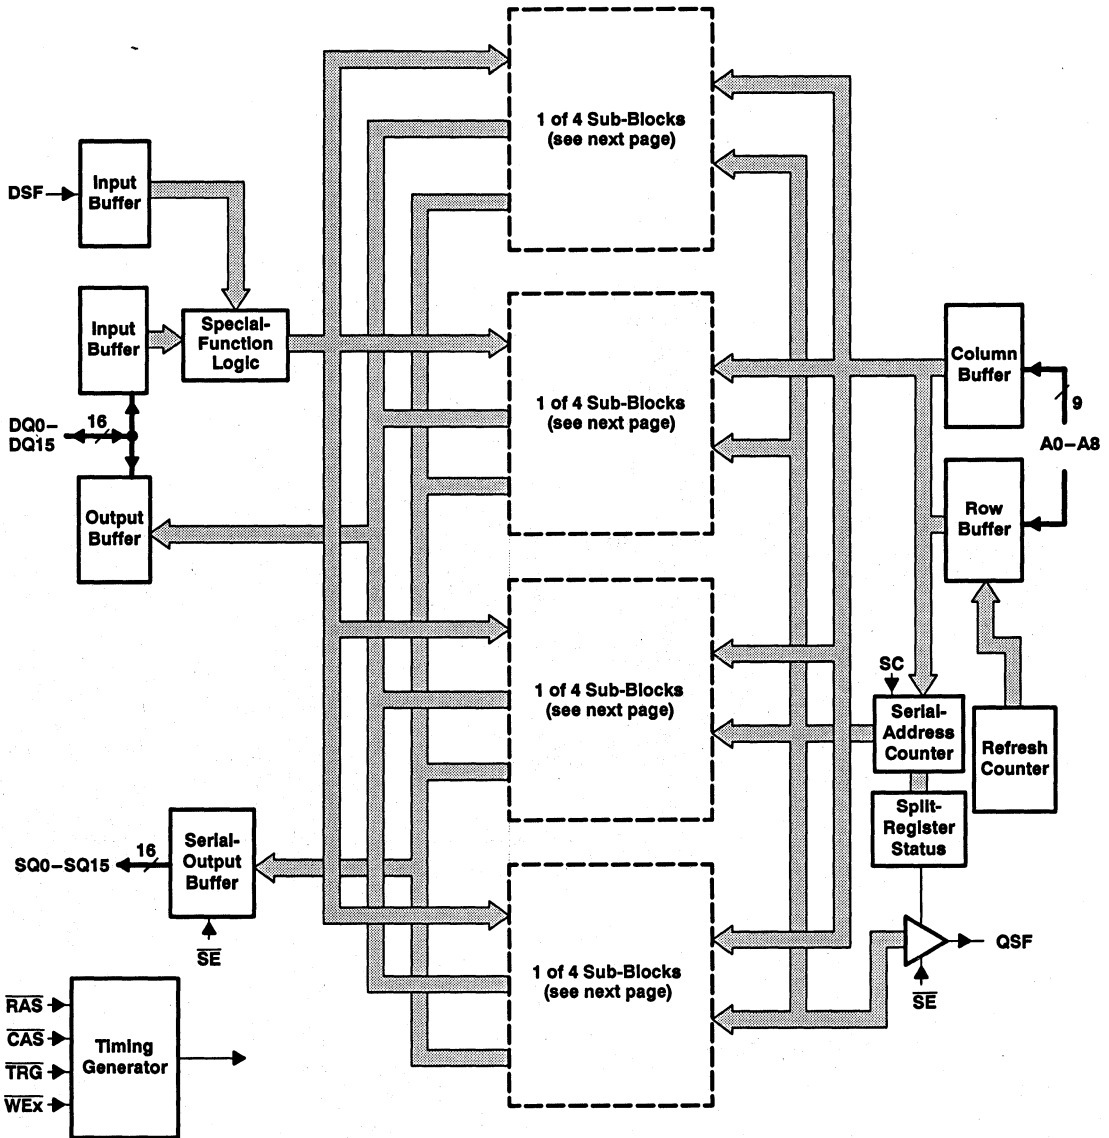 1 of 4 Sub-Blocks
(see next page)
DSF
Input
Buffer
Input
Buffer
Special-
Function
Logic
1 of 4 Sub-Blocks
(see next page)
Column
Buffer
9
A0–A8
DQ0–
DQ15
16
Output
Buffer
Row
Buffer
1 of 4 Sub-Blocks
(see next page)
SC
Serial-
Address
Counter
Refresh
Counter
Split-
Register
Status
SQ0–SQ15
16
Serial-
Output
Buffer
SE
1 of 4 Sub-Blocks
(see next page)
QSF
SE
RAS
CAS
TRG
WEx
Timing
Generator